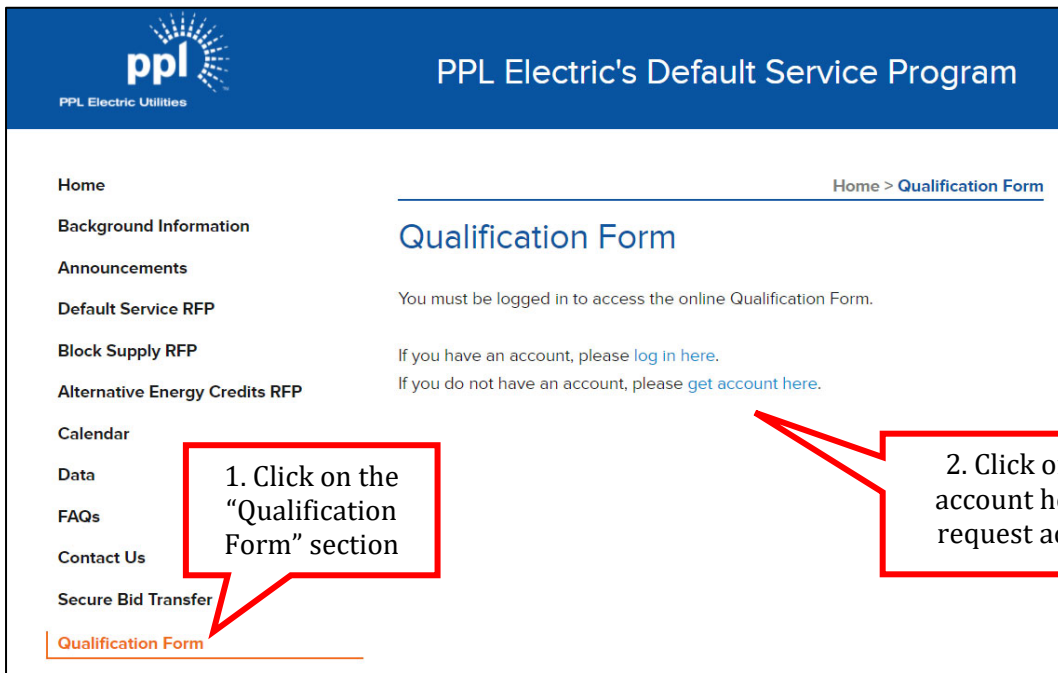 ppl
PPL Electric Utilities
PPL Electric's Default Service Program
Home
Background Information
Announcements
Default Service RFP
Block Supply RFP
Alternative Energy Credits RFP
Calendar
Data
FAQs
Contact Us
Secure Bid Transfer
Qualification Form
Home > Qualification Form
Qualification Form
You must be logged in to access the online Qualification Form.
If you have an account, please log in here.
If you do not have an account, please get account here.
1. Click on the
“Qualification
Form” section
2. Click
account
request